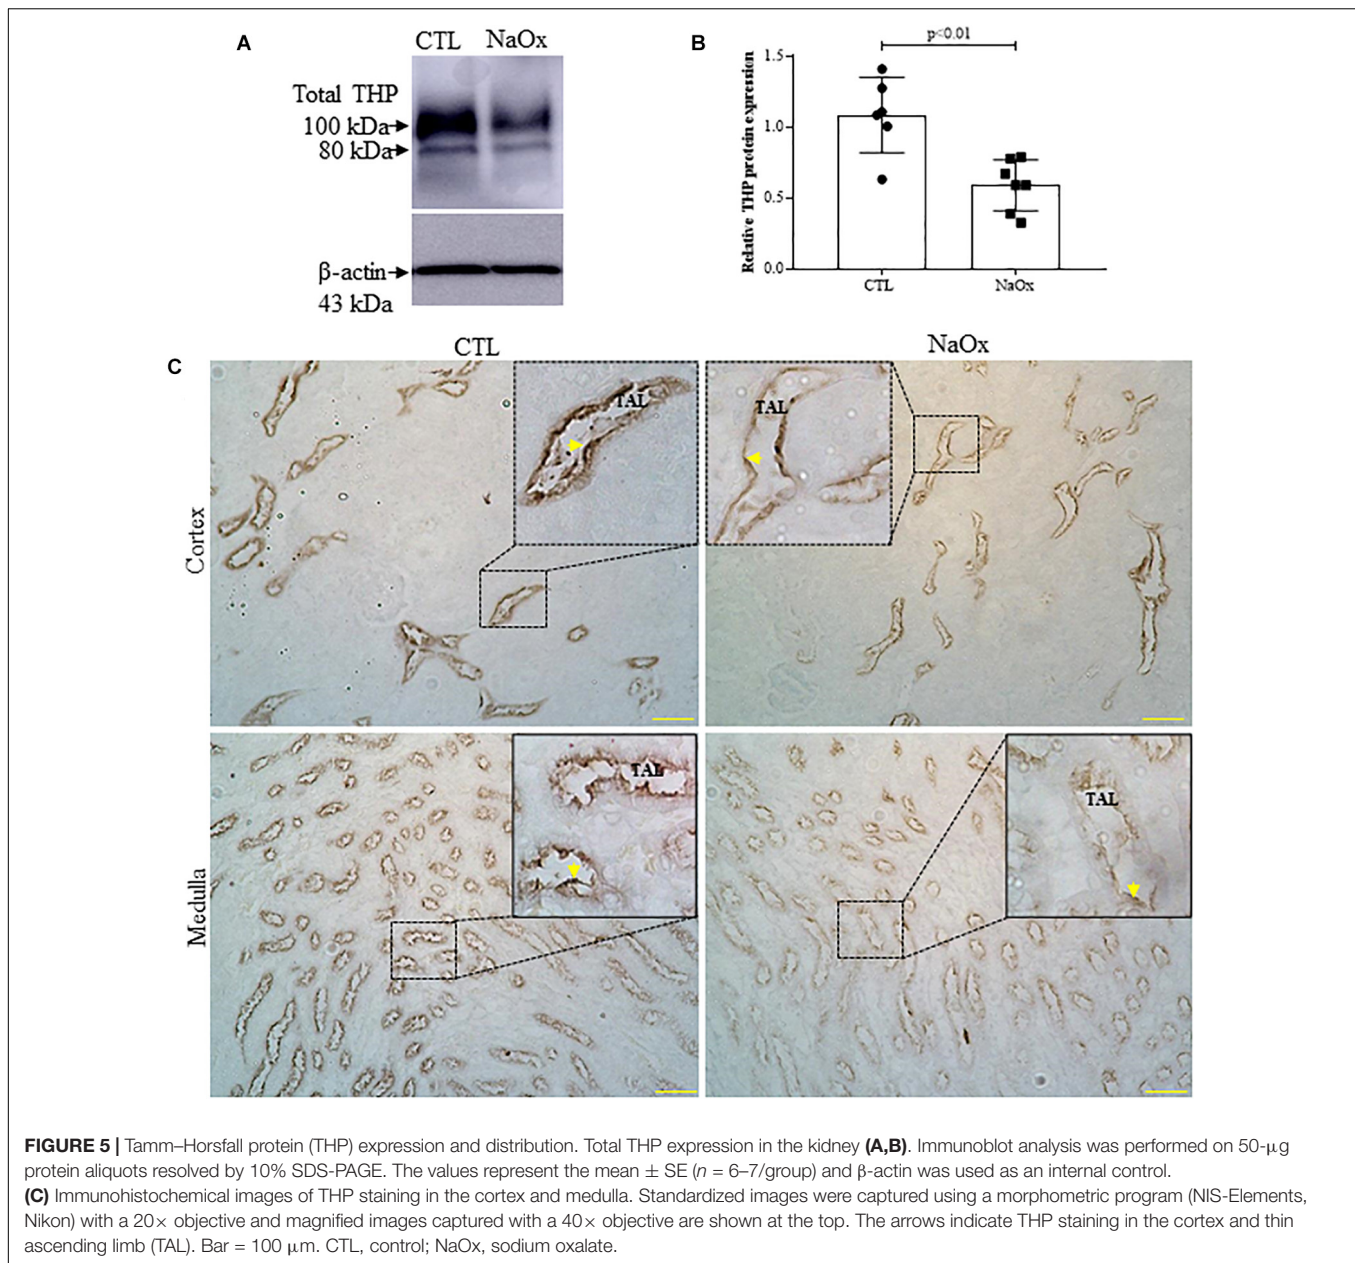 A
CTL NaOx
Total THP
100 kDa
80 kDa
β-actin
43 kDa
B
p<0.01
Relative THP protein expression
1.5
1.0
0.5
0.0
CTL NaOx
C
CTL NaOx
Cortex
TAL
TAL
Medulla
TAL
TAL
FIGURE 5 | Tamm–Horsfall protein (THP) expression and distribution. Total THP expression in the kidney (A,B). Immunoblot analysis was performed on 50-μg
protein aliquots resolved by 10% SDS-PAGE. The values represent the mean ± SE (n = 6–7/group) and β-actin was used as an internal control.
(C) Immunohistochemical images of THP staining in the cortex and medulla. Standardized images were captured using a morphometric program (NIS-Elements,
Nikon) with a 20× objective and magnified images captured with a 40× objective are shown at the top. The arrows indicate THP staining in the cortex and thin
ascending limb (TAL). Bar = 100 μm. CTL, control; NaOx, sodium oxalate.